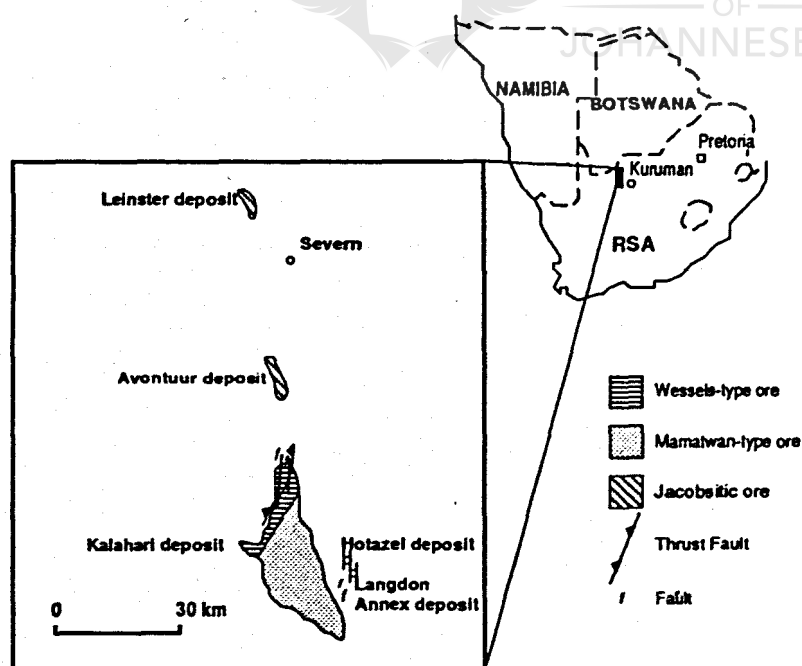 OF
JOHANNESB
NAMIBIA
BOTSWANA
Pretoria
Kuruman
RSA
Leinster deposit
Severn
Avontuur deposit
Kalahari deposit
Hotazel deposit
Langdon
Annex deposit
0 30 km
Wessels-type ore
Mamatwan-type ore
Jacobsitic ore
Thrust Fault
Fault